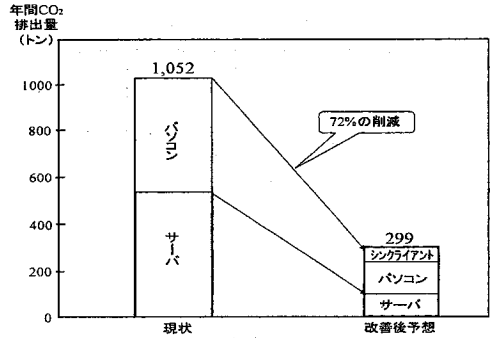 年間CO₂
排出量
(トン)
1000
800
600
400
200
0
1,052
パソコン
サーバ
72%の削減
299
シンクライアント
パソコン
サーバ
現状
改善後予想